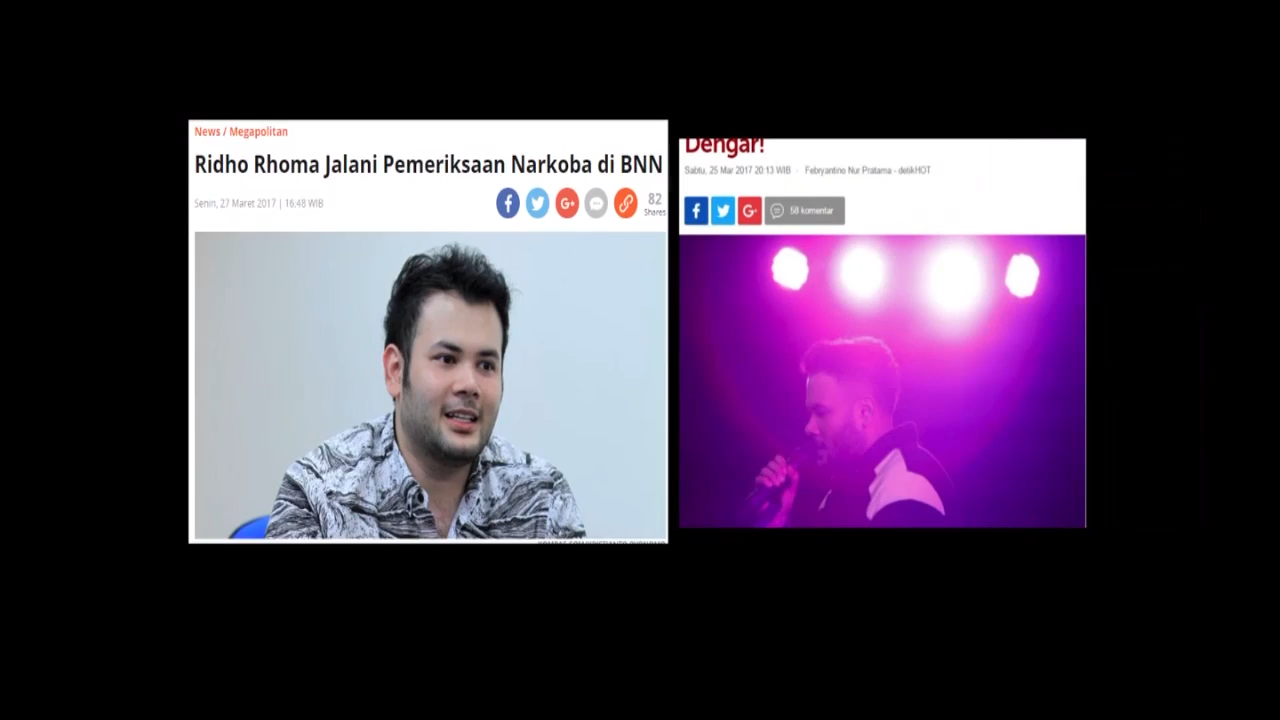 News / Megapolitan
Ridho Rhoma Jalani Pemeriksaan Narkoba di BNN
Senin, 27 Maret 2017 | 16:48 WIB
82
Shares
Dengar!
Sabtu, 25 Mar 2017 20:13 WIB - Febryantino Nur Pratama - detikHOT
58 komentar